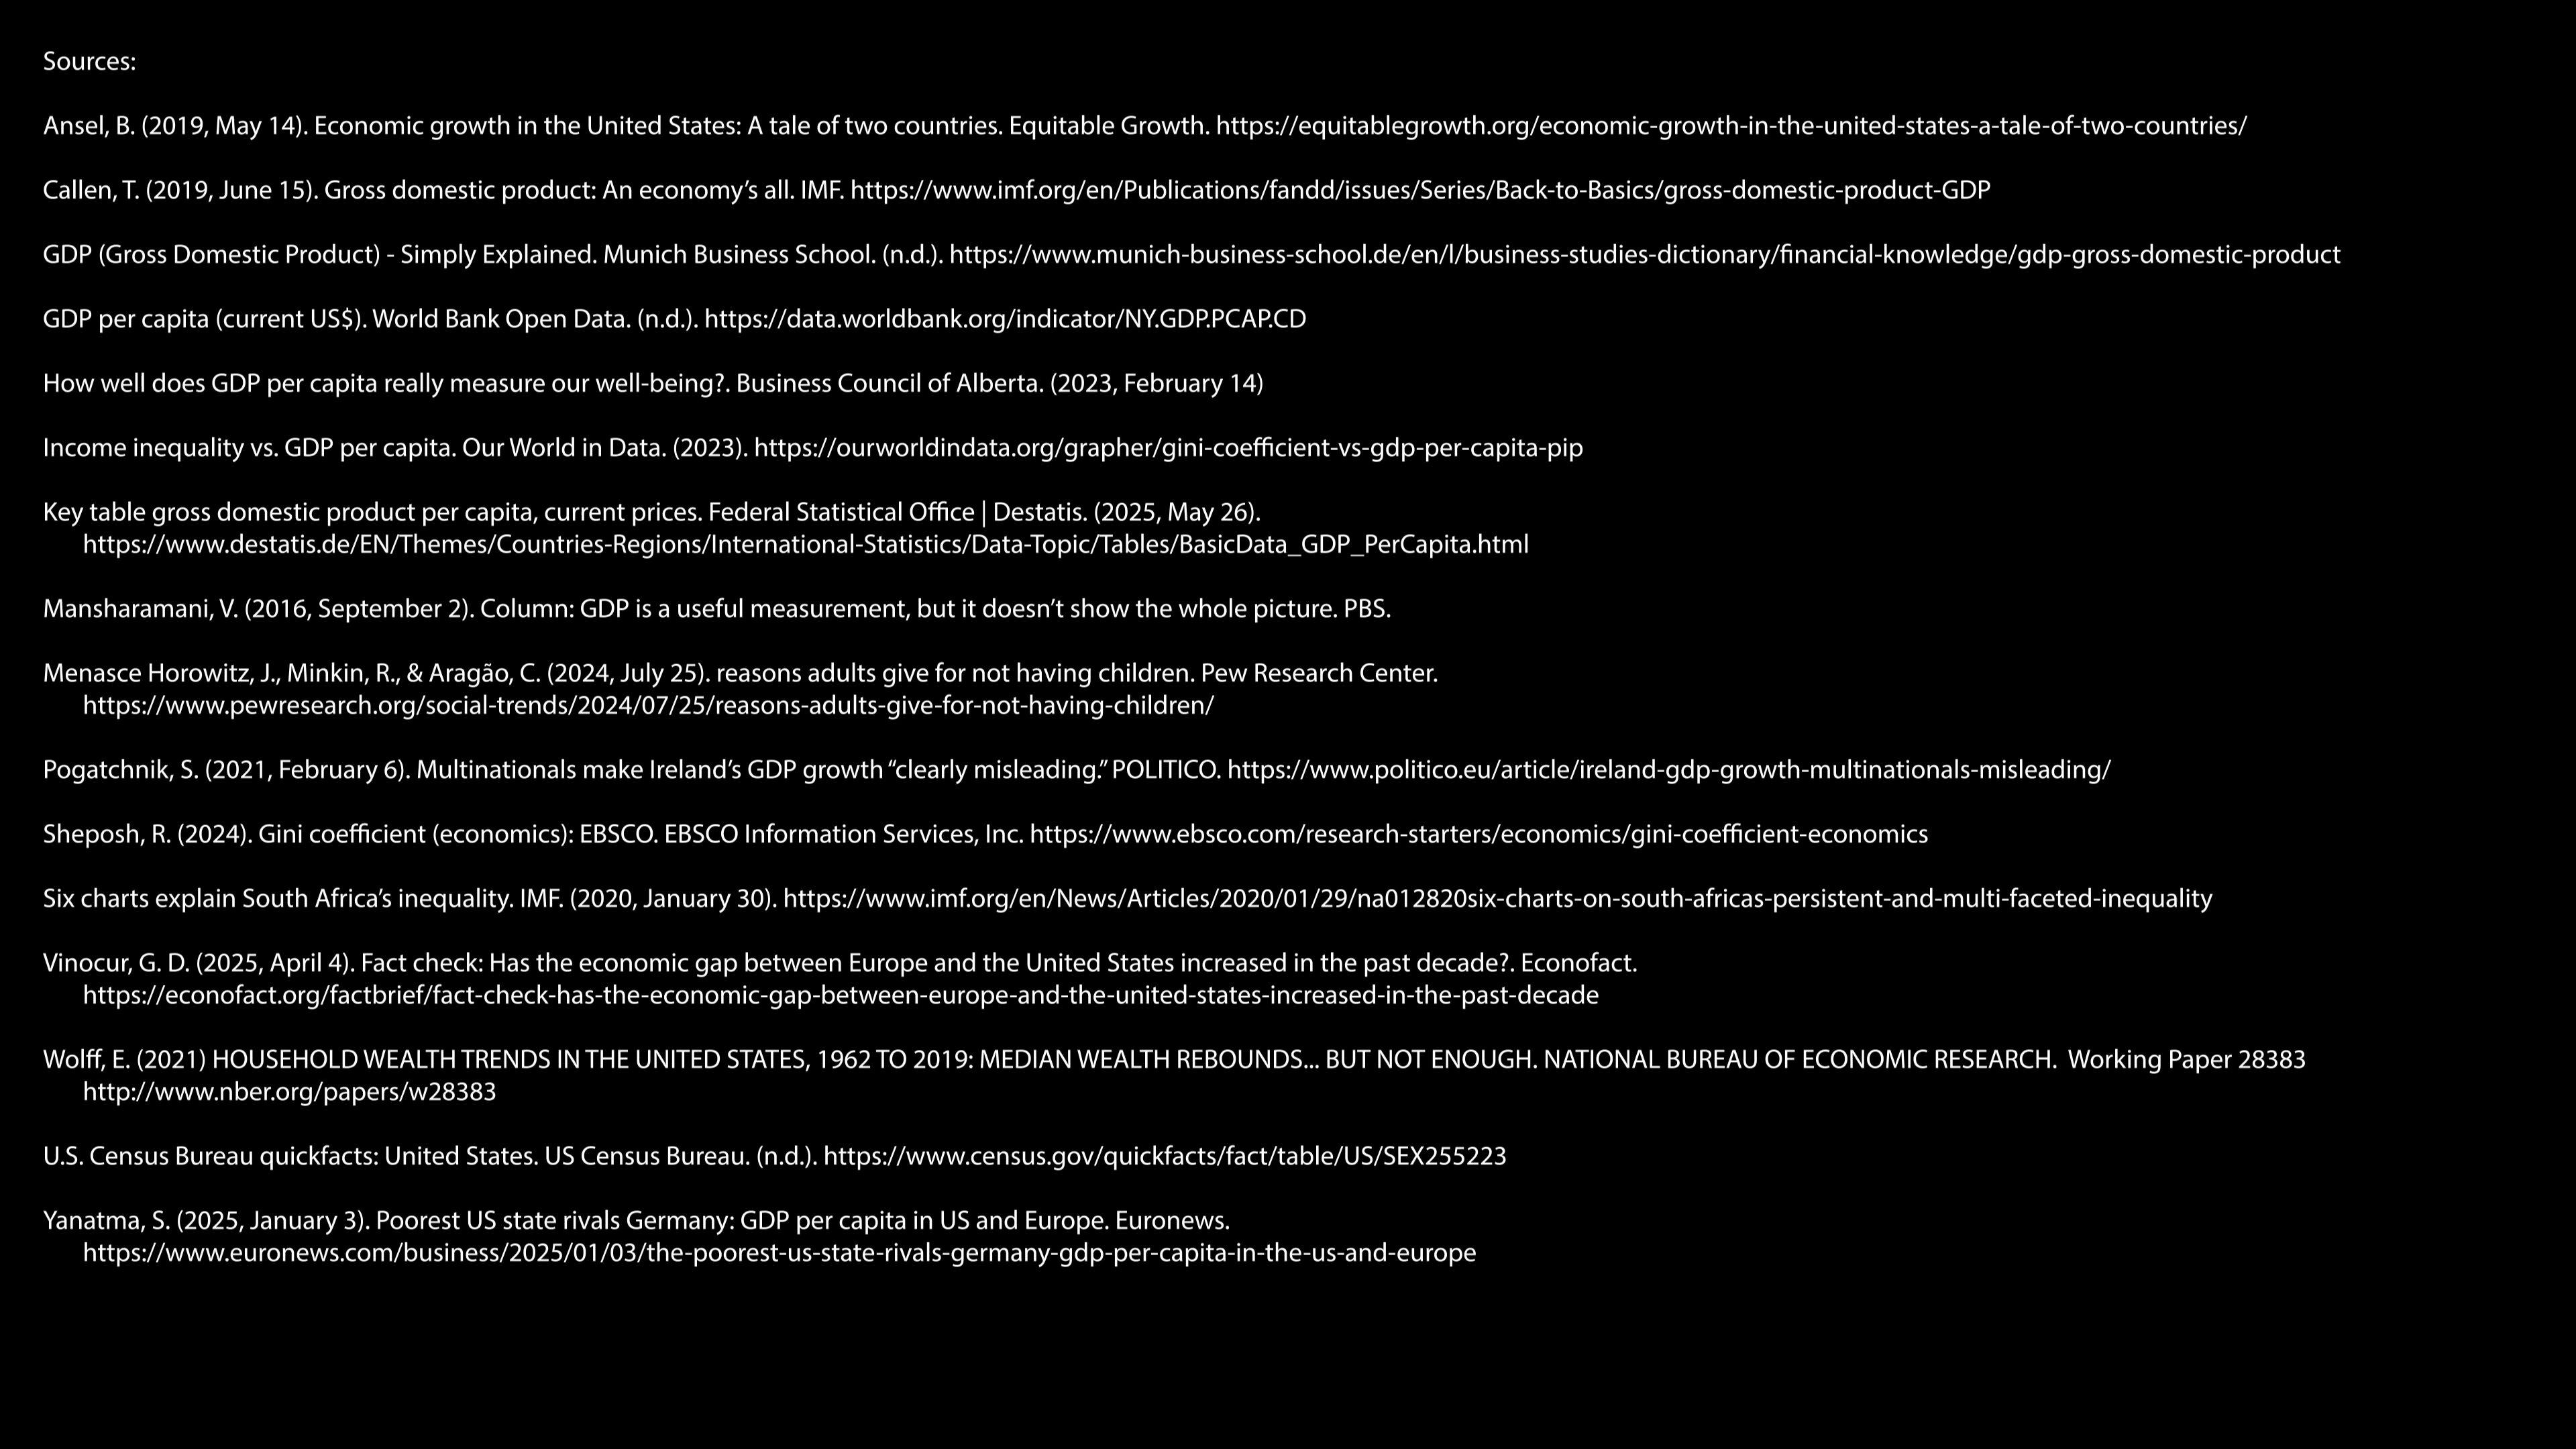 Sources:
Ansel, B. (2019, May 14). Economic growth in the United States: A tale of two countries. Equitable Growth. https://equitablegrowth.org/economic-growth-in-the-united-states-a-tale-of-two-countries/
Callen, T. (2019, June 15). Gross domestic product: An economy’s all. IMF. https://www.imf.org/en/Publications/fandd/issues/Series/Back-to-Basics/gross-domestic-product-GDP
GDP (Gross Domestic Product) - Simply Explained. Munich Business School. (n.d.). https://www.munich-business-school.de/en/l/business-studies-dictionary/financial-knowledge/gdp-gross-domestic-product
GDP per capita (current US$). World Bank Open Data. (n.d.). https://data.worldbank.org/indicator/NY.GDP.PCAP.CD
How well does GDP per capita really measure our well-being?. Business Council of Alberta. (2023, February 14)
Income inequality vs. GDP per capita. Our World in Data. (2023). https://ourworldindata.org/grapher/gini-coefficient-vs-gdp-per-capita-pip
Key table gross domestic product per capita, current prices. Federal Statistical Office | Destatis. (2025, May 26).
https://www.destatis.de/EN/Themes/Countries-Regions/International-Statistics/Data-Topic/Tables/BasicData_GDP_PerCapita.html
Mansharamani, V. (2016, September 2). Column: GDP is a useful measurement, but it doesn’t show the whole picture. PBS.
Menasce Horowitz, J., Minkin, R., & Aragão, C. (2024, July 25). reasons adults give for not having children. Pew Research Center.
https://www.pewresearch.org/social-trends/2024/07/25/reasons-adults-give-for-not-having-children/
Pogatchnik, S. (2021, February 6). Multinationals make Ireland’s GDP growth “clearly misleading.” POLITICO. https://www.politico.eu/article/ireland-gdp-growth-multinationals-misleading/
Sheposh, R. (2024). Gini coefficient (economics): EBSCO. EBSCO Information Services, Inc. https://www.ebsco.com/research-starters/economics/gini-coefficient-economics
Six charts explain South Africa’s inequality. IMF. (2020, January 30). https://www.imf.org/en/News/Articles/2020/01/29/na012820six-charts-on-south-africas-persistent-and-multi-faceted-inequality
Vinocur, G. D. (2025, April 4). Fact check: Has the economic gap between Europe and the United States increased in the past decade?. Econofact.
https://econofact.org/factbrief/fact-check-has-the-economic-gap-between-europe-and-the-united-states-increased-in-the-past-decade
Wolff, E. (2021) HOUSEHOLD WEALTH TRENDS IN THE UNITED STATES, 1962 TO 2019: MEDIAN WEALTH REBOUNDS... BUT NOT ENOUGH. NATIONAL BUREAU OF ECONOMIC RESEARCH.  Working Paper 28383
http://www.nber.org/papers/w28383
U.S. Census Bureau quickfacts: United States. US Census Bureau. (n.d.). https://www.census.gov/quickfacts/fact/table/US/SEX255223
Yanatma, S. (2025, January 3). Poorest US state rivals Germany: GDP per capita in US and Europe. Euronews.
https://www.euronews.com/business/2025/01/03/the-poorest-us-state-rivals-germany-gdp-per-capita-in-the-us-and-europe